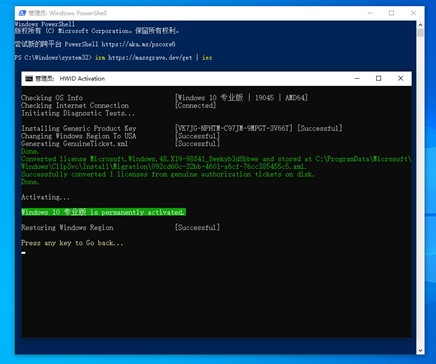 管理员: Windows PowerShell
Windows PowerShell
版权所有 (C) Microsoft Corporation。保留所有权利。
尝试新的跨平台 PowerShell https://aka.ms/pscore6
PS C:\Windows\system32> irm https://massgrave.dev/get | iex
管理员: HWID Activation
Checking OS Info [Windows 10 专业版 | 19045 | AMD64]
Checking Internet Connection [Connected]
Initiating Diagnostic Tests...
Installing Generic Product Key [VK7JG-NPHTM-C97JM-9MPGT-3V66T] [Successful]
Changing Windows Region To USA [Successful]
Generating GenuineTicket.xml [Successful]
Done.
Converted license Microsoft.Windows.48.X19-98841_8wekyb3d8bbwe and stored at C:\ProgramData\Microsoft\
Windows\ClipSvc\Install\Migration\092cd60c-32bb-4601-a6cf-76cc385455c5.xml.
Successfully converted 1 licenses from genuine authorization tickets on disk.
Done.
Activating...
Windows 10 专业版 is permanently activated.
Restoring Windows Region [Successful]
Press any key to Go back...